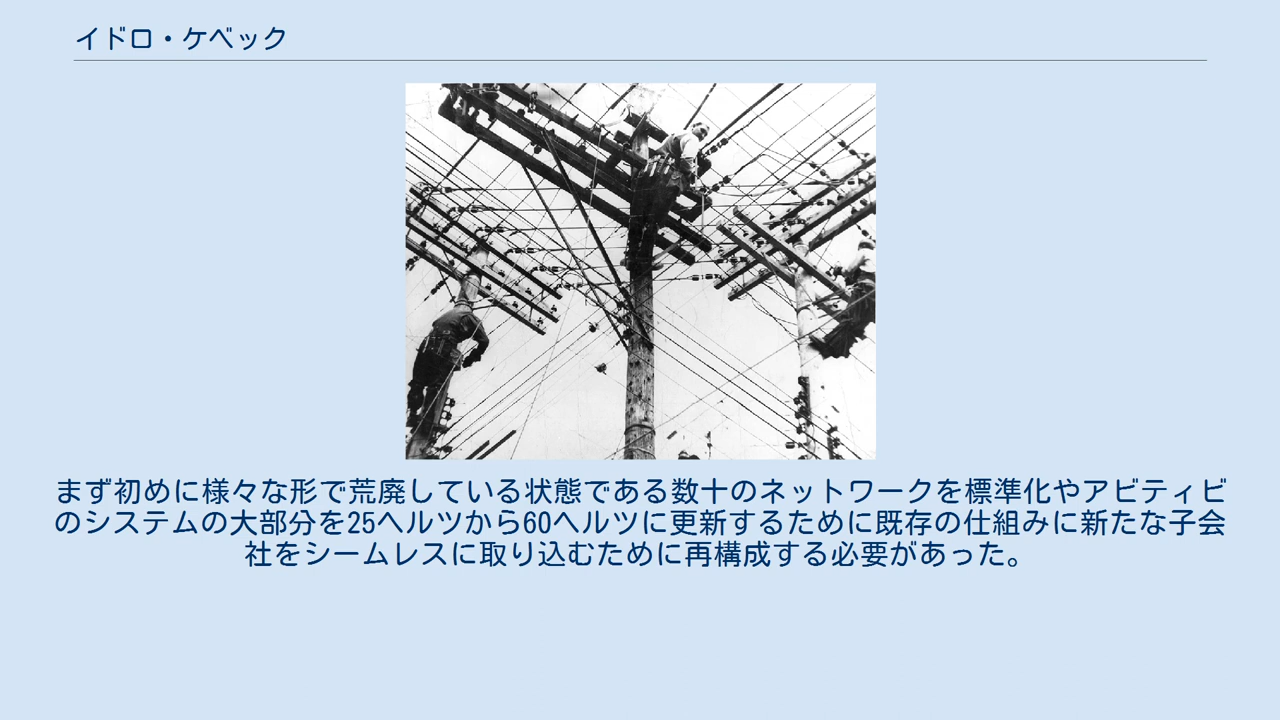 イドロ・ケベック
まず初めに様々な形で荒廃している状態である数十のネットワークを標準化やアビティビ
のシステムの大部分を25ヘルツから60ヘルツに更新するために既存の仕組みに新たな子会
社をシームレスに取り込むために再構成する必要があった。